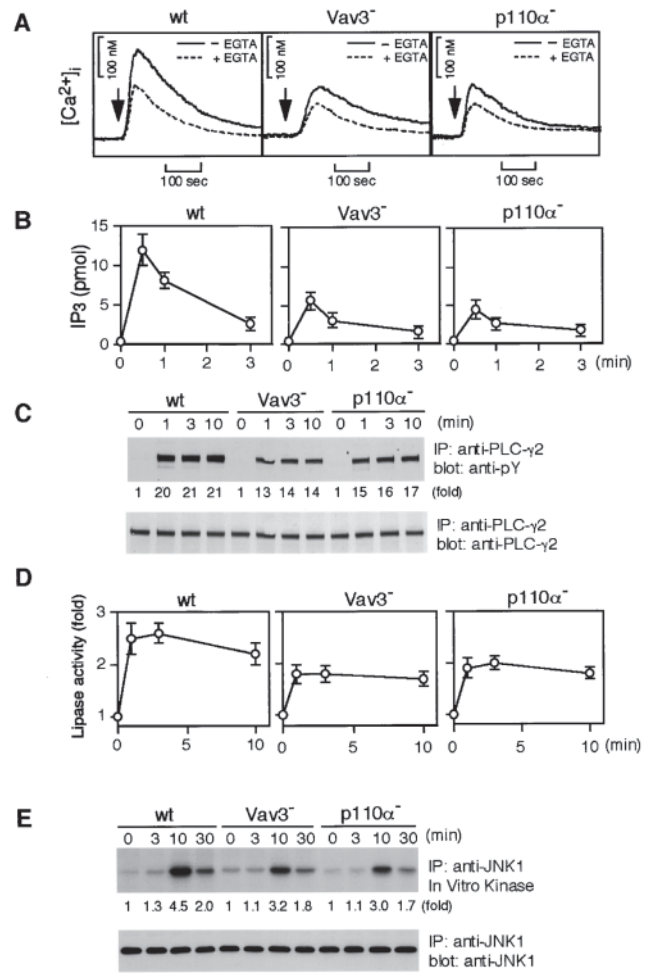 A
wt
Vav3⁻
p110α⁻
[Ca²⁺]i
100 nM
— EGTA
+ EGTA
100 nM
— EGTA
+ EGTA
100 nM
— EGTA
+ EGTA
100 sec
100 sec
100 sec
B
wt
Vav3⁻
p110α⁻
IP3 (pmol)
15
10
5
0
0 1 2 3
0 1 2 3
0 1 2 3 (min)
C
wt
Vav3⁻
p110α⁻
0 1 3 10 0 1 3 10 0 1 3 10 (min)
IP: anti-PLC-γ2
blot: anti-pY
1 20 21 21 1 13 14 14 1 15 16 17 (fold)
IP: anti-PLC-γ2
blot: anti-PLC-γ2
D
wt
Vav3⁻
p110α⁻
Lipase activity (fold)
3
2
1
0 5 10
0 5 10
0 5 10 (min)
E
wt
Vav3⁻
p110α⁻
0 3 10 30 0 3 10 30 0 3 10 30 (min)
IP: anti-JNK1
In Vitro Kinase
1 1.3 4.5 2.0 1 1.1 3.2 1.8 1 1.1 3.0 1.7 (fold)
IP: anti-JNK1
blot: anti-JNK1